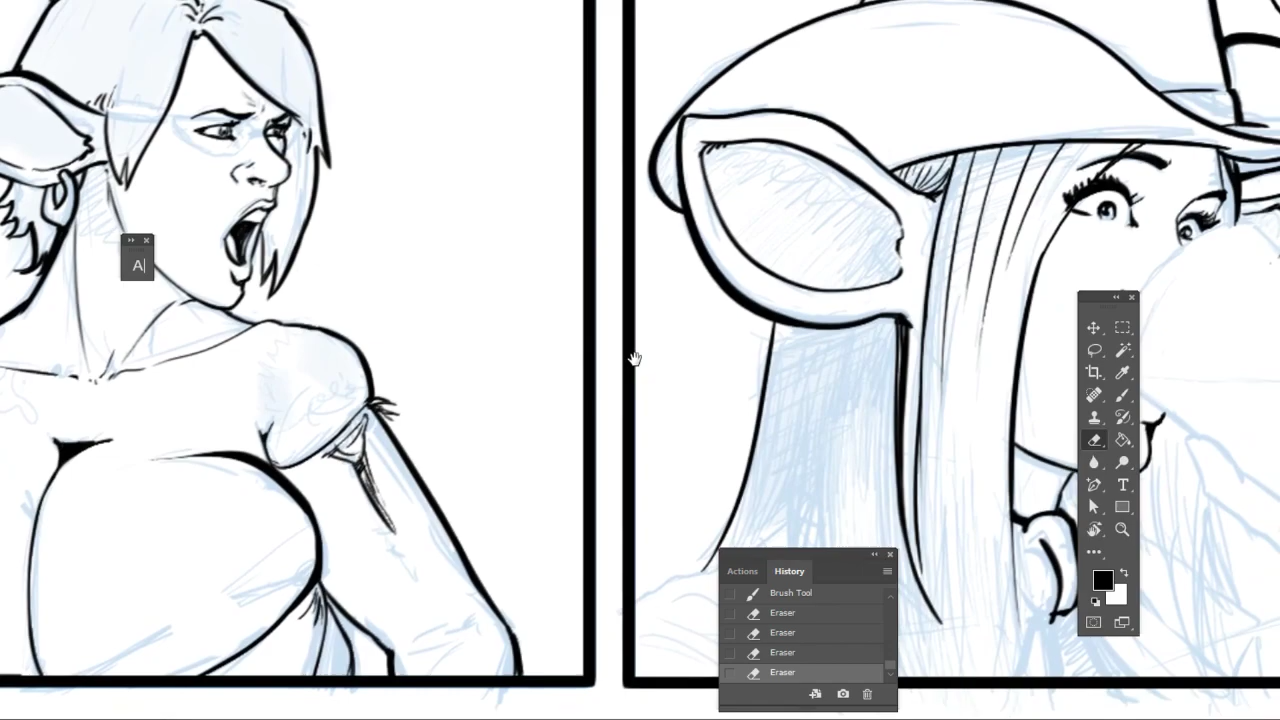 A
Actions History
Brush Tool
Eraser
Eraser
Eraser
Eraser
T